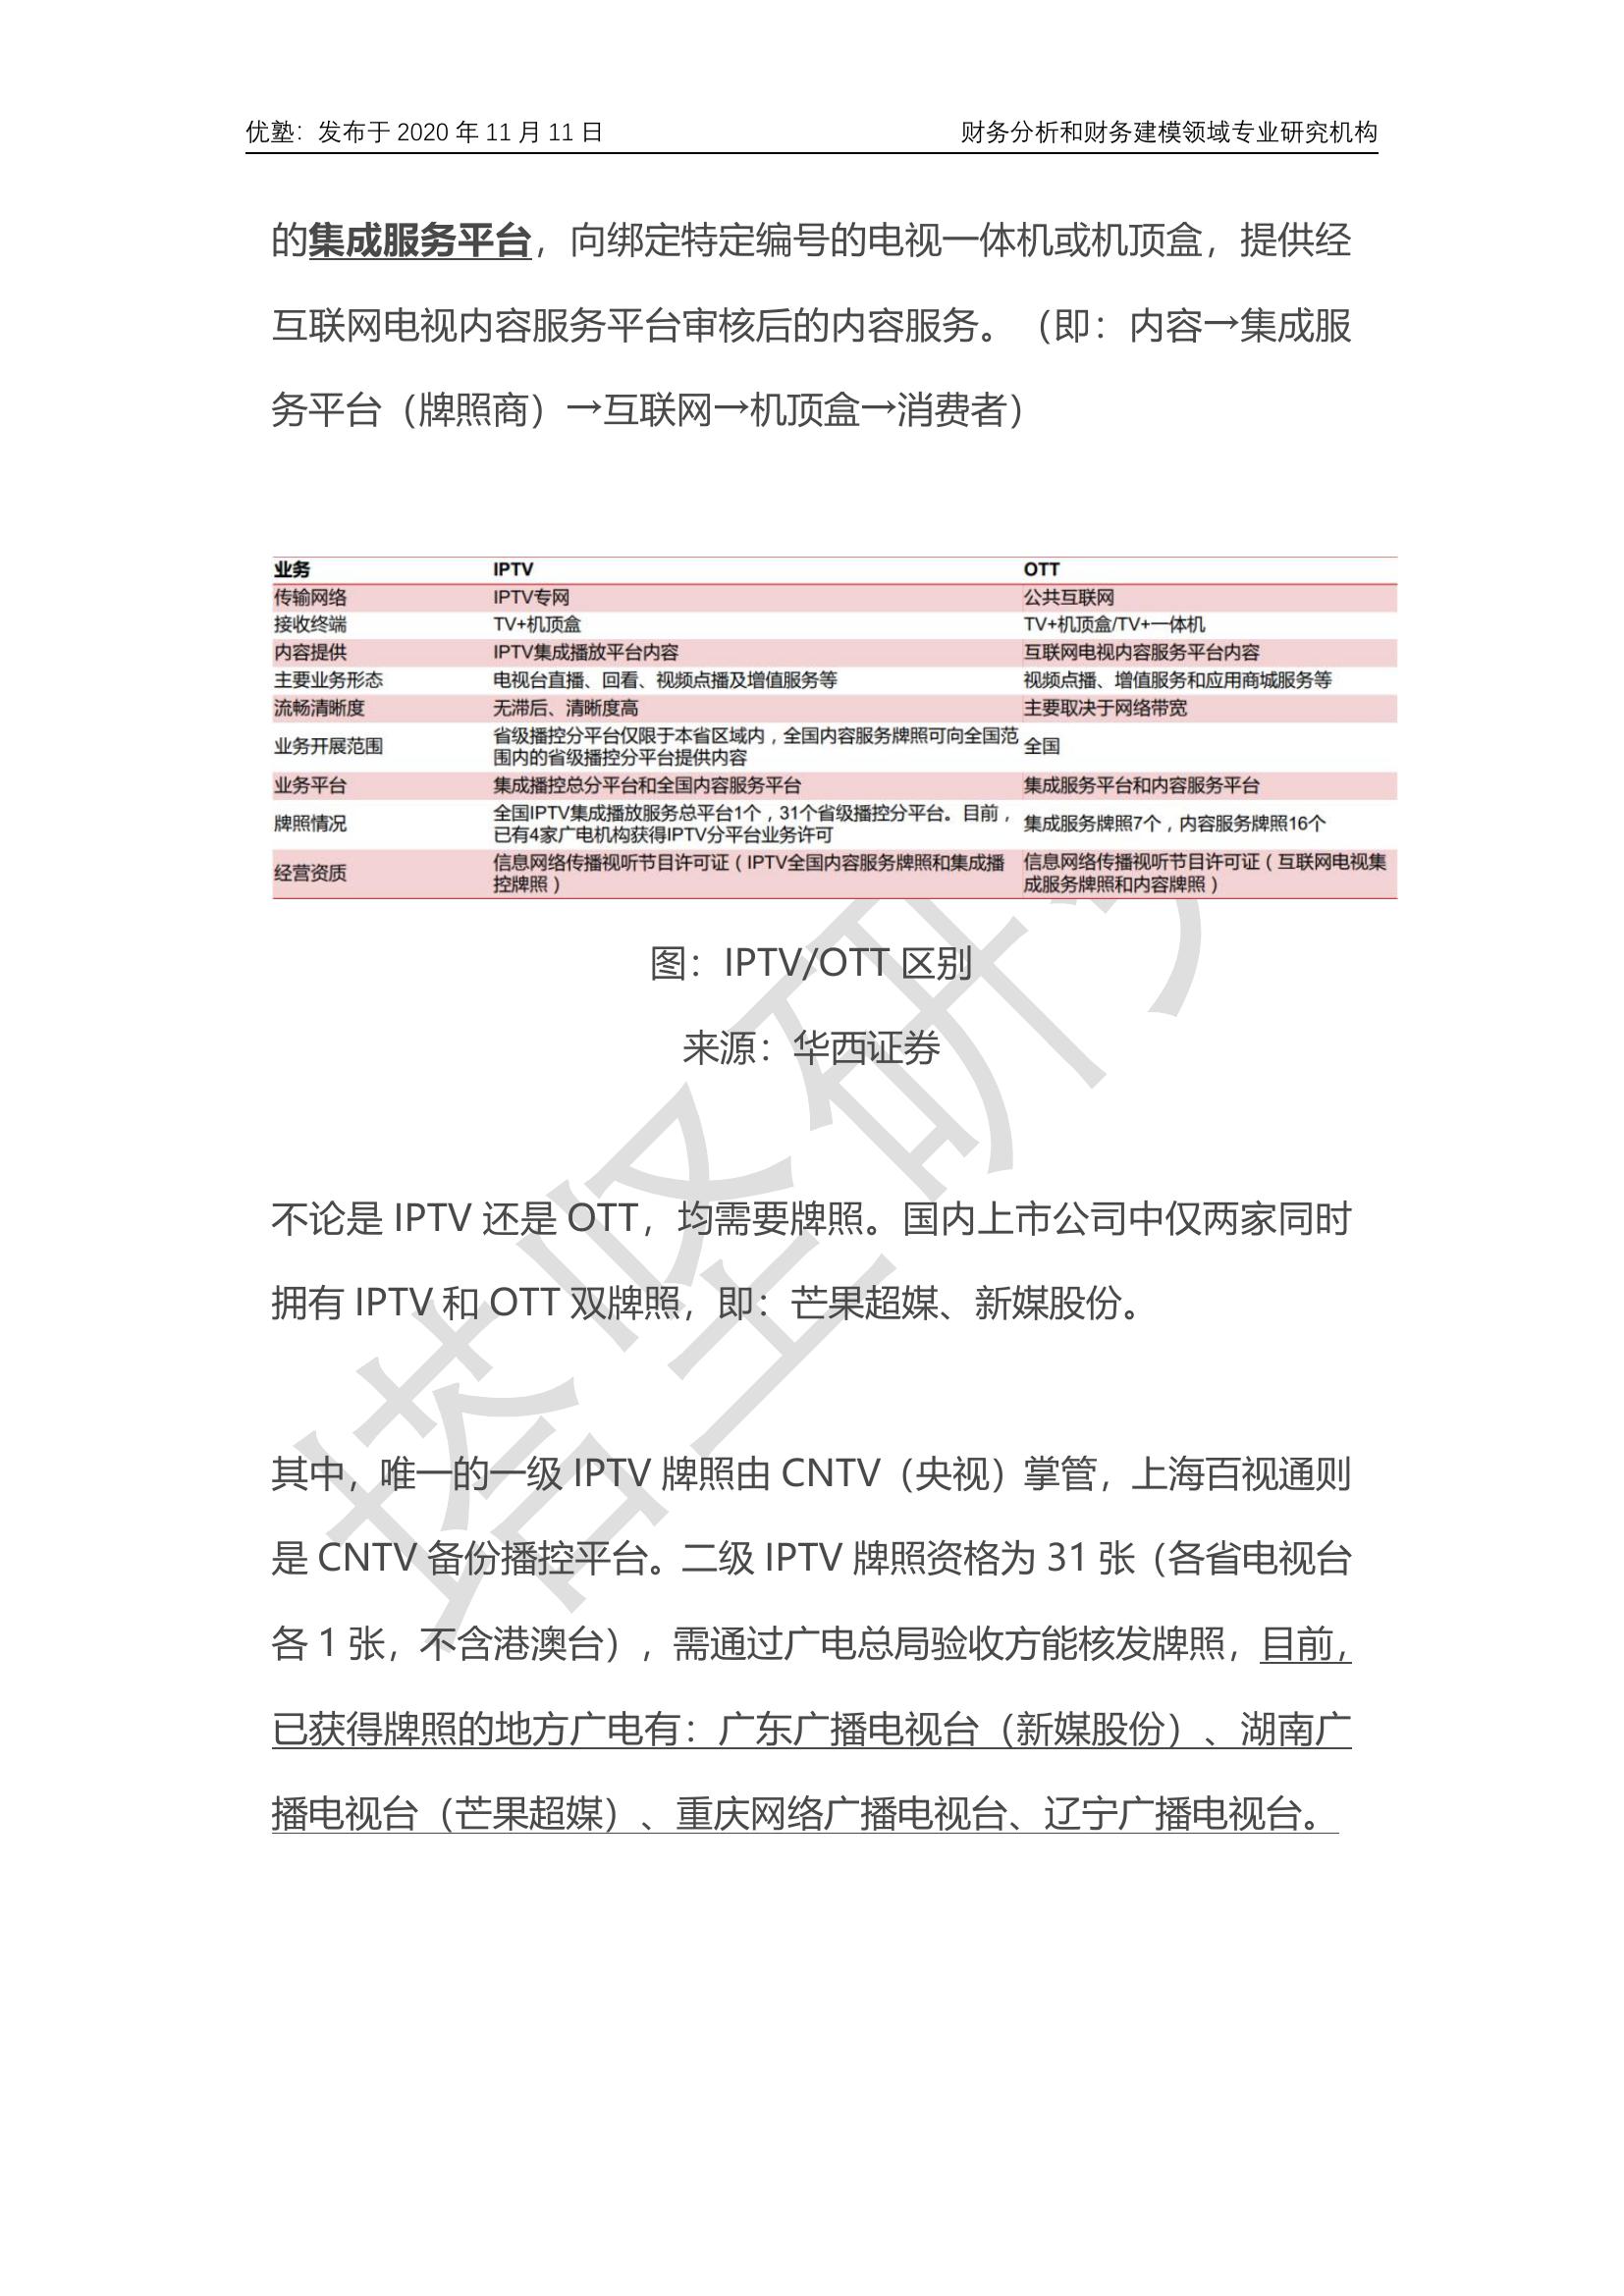 优塾：发布于 2020 年 11 月 11 日 财务分析和财务建模领域专业研究机构
的集成服务平台，向绑定特定编号的电视一体机或机顶盒，提供经
互联网电视内容服务平台审核后的内容服务。（即：内容→集成服
务平台（牌照商）→互联网→机顶盒→消费者）
业务 IPTV OTT
传输网络 IPTV专网 公共互联网
接收终端 TV+机顶盒 TV+机顶盒/TV+一体机
内容提供 IPTV集成播放平台内容 互联网电视内容服务平台内容
主要业务形态 电视台直播、回看、视频点播及增值服务等 视频点播、增值服务和应用商城服务等
流畅清晰度 无滞后、清晰度高 主要取决于网络带宽
业务开展范围 省级播控分平台仅限于本省区域内，全国内容服务牌照可向全国范 全国
围内的省级播控分平台提供内容
业务平台 集成播控总分平台和全国内容服务平台 集成服务平台和内容服务平台
牌照情况 全国IPTV集成播放服务总平台1个，31个省级播控分平台。目前， 集成服务牌照7个，内容服务牌照16个
已有4家广电机构获得IPTV分平台业务许可
经营资质 信息网络传播视听节目许可证（IPTV全国内容服务牌照和集成播 信息网络传播视听节目许可证（互联网电视集
控牌照） 成服务牌照和内容牌照）
图：IPTV/OTT 区别
来源：华西证券
不论是 IPTV 还是 OTT，均需要牌照。国内上市公司中仅两家同时
拥有 IPTV 和 OTT 双牌照，即：芒果超媒、新媒股份。
其中，唯一的一级 IPTV 牌照由 CNTV（央视）掌管，上海百视通则
是 CNTV 备份播控平台。二级 IPTV 牌照资格为 31 张（各省电视台
各 1 张，不含港澳台），需通过广电总局验收方能核发牌照，目前，
已获得牌照的地方广电有：广东广播电视台（新媒股份）、湖南广
播电视台（芒果超媒）、重庆网络广播电视台、辽宁广播电视台。
塔坚研